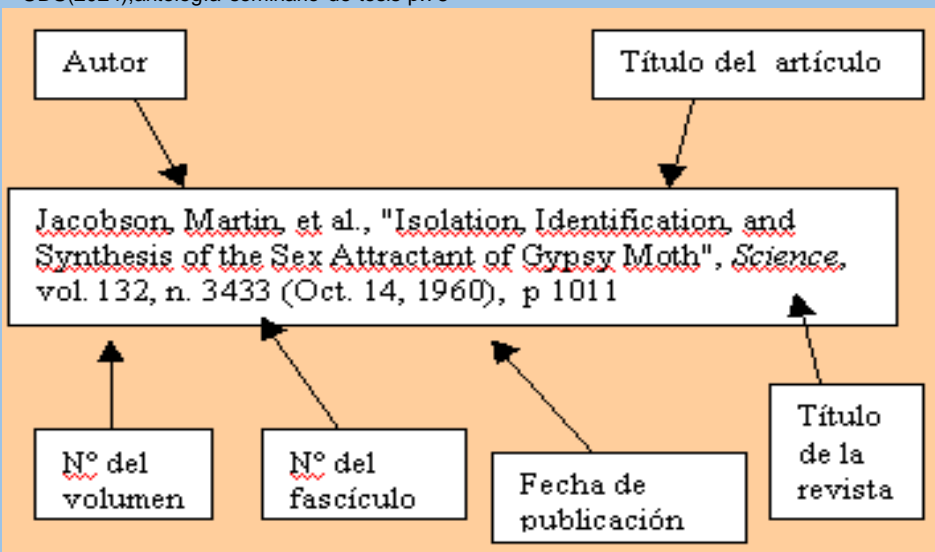 Autor
Título del artículo
Jacobson, Martin, et al., "Isolation, Identification, and
Synthesis of the Sex Attractant of Gypsy Moth", Science,
vol. 132, n. 3433 (Oct. 14, 1960), p 1011
Nº del
volumen
Nº del
fascículo
Fecha de
publicación
Título
de la
revista